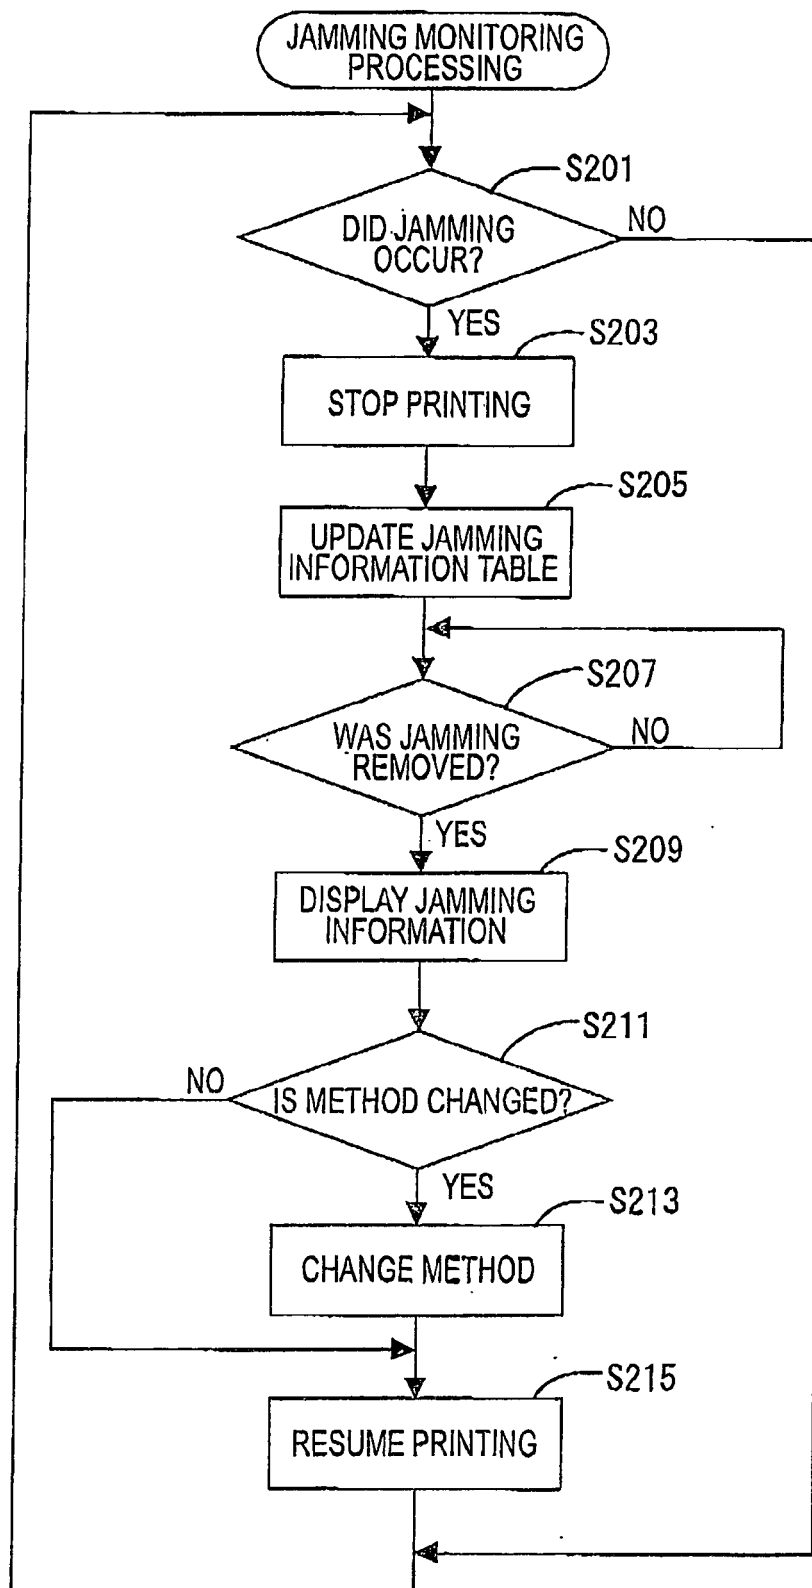 JAMMING MONITORING
PROCESSING
S201
DID JAMMING
OCCUR?
NO
YES
S203
STOP PRINTING
S205
UPDATE JAMMING
INFORMATION TABLE
S207
WAS JAMMING
REMOVED?
NO
YES
S209
DISPLAY JAMMING
INFORMATION
S211
NO
IS METHOD CHANGED?
YES
S213
CHANGE METHOD
S215
RESUME PRINTING